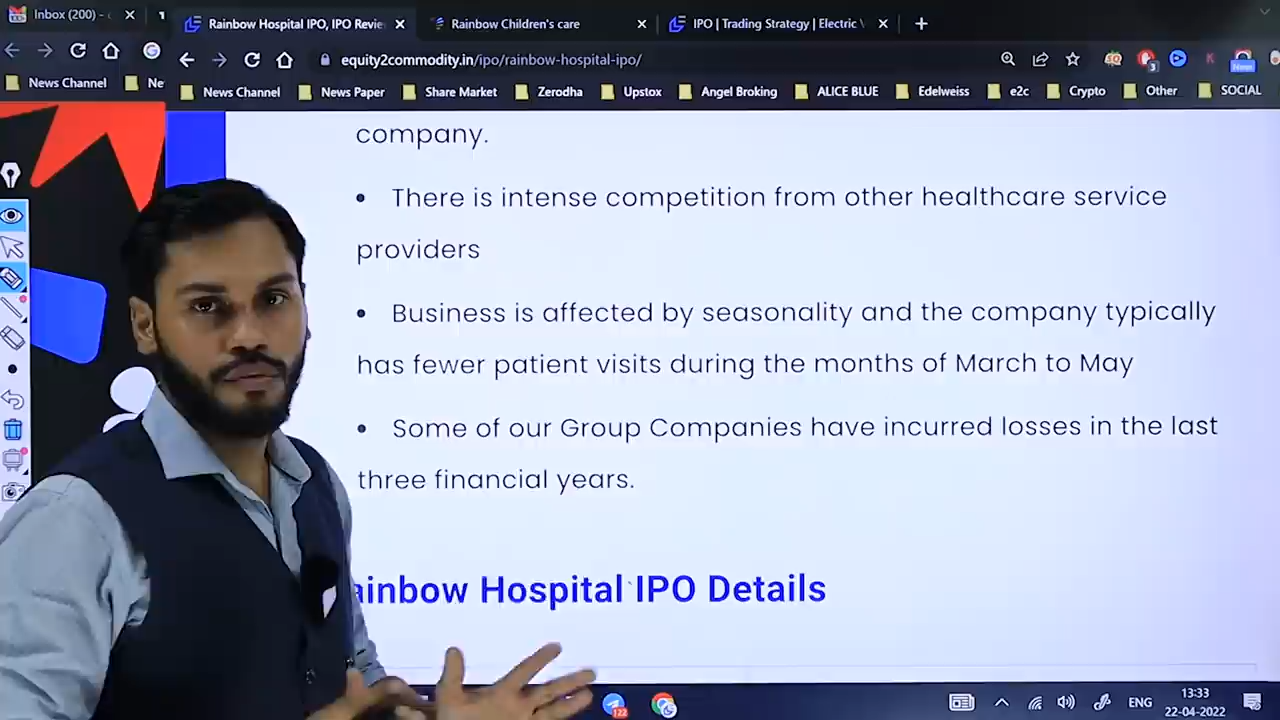 Inbox (200) -
Rainbow Hospital IPO, IPO Revie
Rainbow Children's care
IPO | Trading Strategy | Electric V
equity2commodity.in/ipo/rainbow-hospital-ipo/
3
New
News Channel
Ne
News Channel
News Paper
Share Market
Zerodha
Upstox
Angel Broking
ALICE BLUE
Edelweiss
e2c
Crypto
Other
SOCIAL
company.
• There is intense competition from other healthcare service
providers
• Business is affected by seasonality and the company typically
has fewer patient visits during the months of March to May
• Some of our Group Companies have incurred losses in the last
three financial years.
ainbow Hospital IPO Details
122
ENG
13:33
22-04-2022